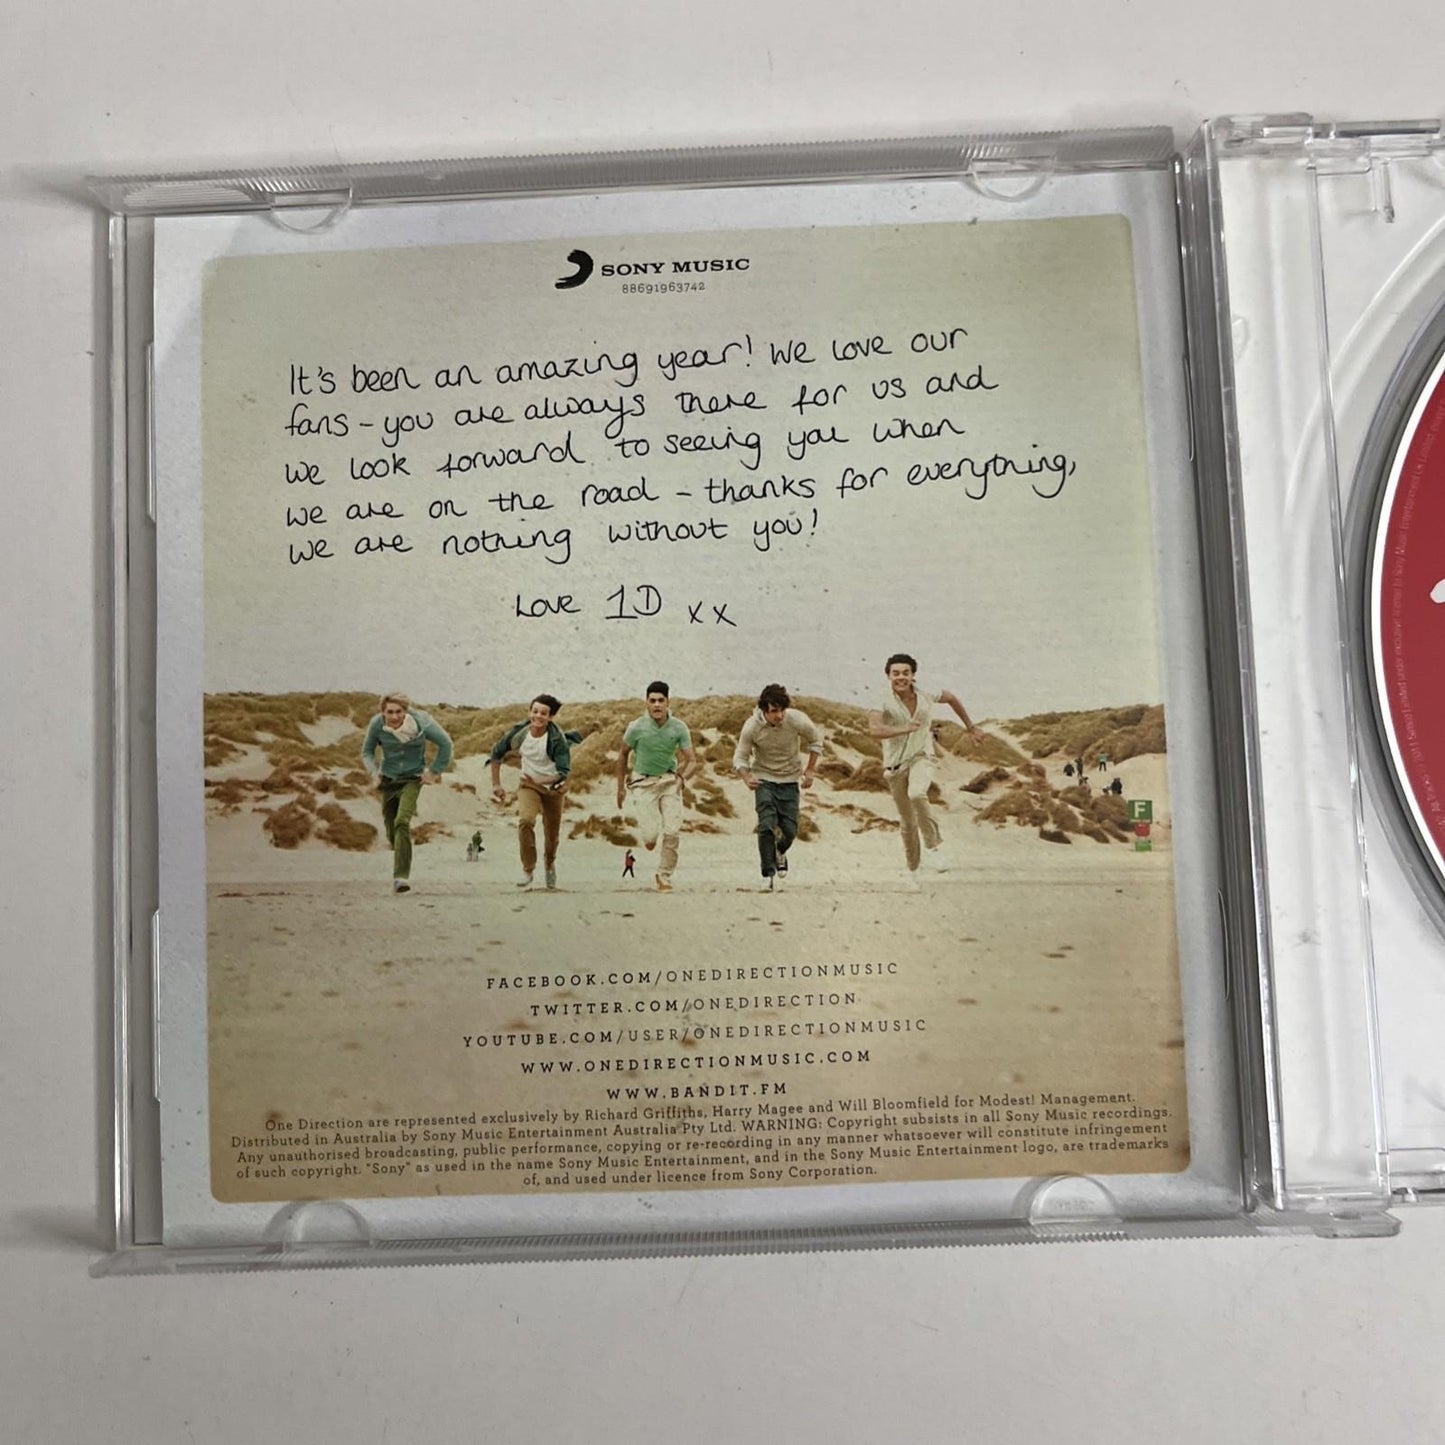 SONY MUSIC
88691963742
It's been an amazing year! We love our
fans - you are always there for us and
we look forward to seeing you when
we are on the road - thanks for everything,
we are nothing without you!
Love 1D xx
F
FACEBOOK.COM/ONEDIRECTIONMUSIC
TWITTER.COM/ONEDIRECTION
YOUTUBE.COM/USER/ONEDIRECTIONMUSIC
WWW.ONEDIRECTIONMUSIC.COM
WWW.BANDIT.FM
One Direction are represented exclusively by Richard Griffiths, Harry Magee and Will Bloomfield for Modest! Management.
Distributed in Australia by Sony Music Entertainment Australia Pty Ltd. WARNING: Copyright subsists in all Sony Music recordings.
Any unauthorised broadcasting, public performance, copying or re-recording in any manner whatsoever will constitute infringement
of such copyright. "Sony" as used in the name Sony Music Entertainment, and in the Sony Music Entertainment logo, are trademarks
of, and used under licence from Sony Corporation.